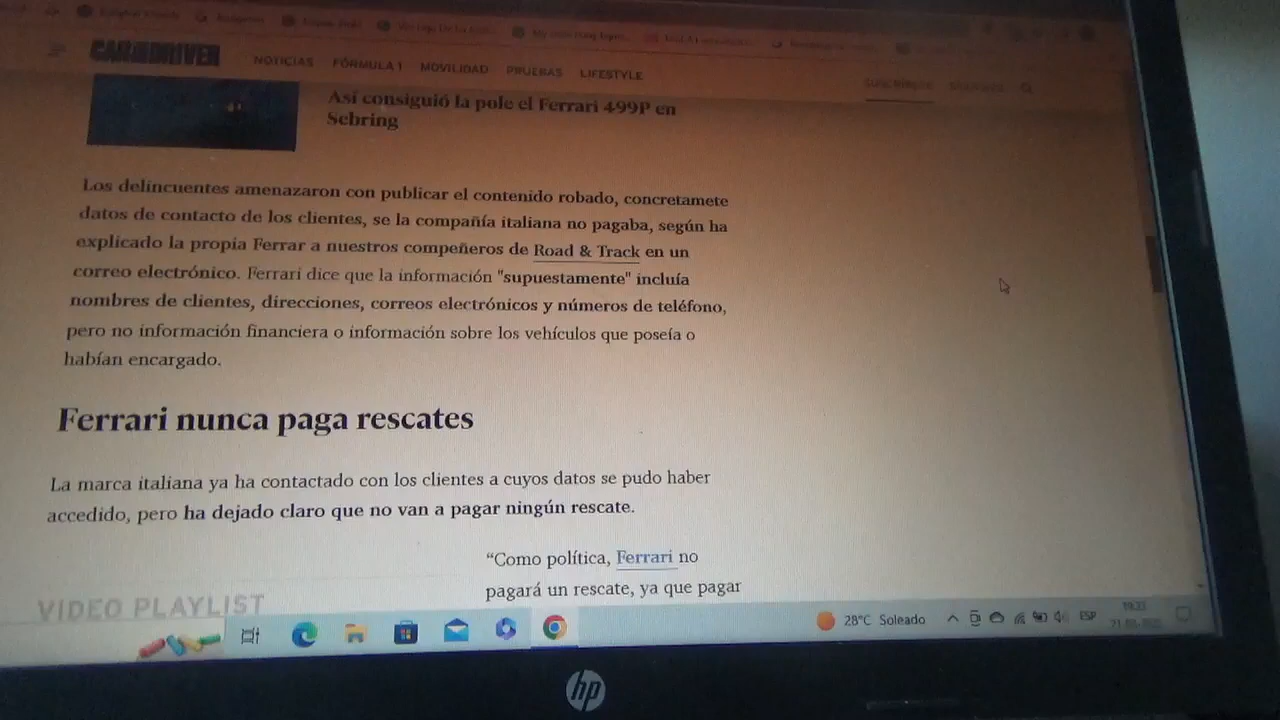 CAR AND DRIVER
NOTICIAS FÓRMULA 1 MOVILIDAD PRUEBAS LIFESTYLE
Así consiguió la pole el Ferrari 499P en
Sebring
Los delincuentes amenazaron con publicar el contenido robado, concretamete
datos de contacto de los clientes, se la compañía italiana no pagaba, según ha
explicado la propia Ferrar a nuestros compeñeros de Road & Track en un
correo electrónico. Ferrari dice que la información "supuestamente" incluía
nombres de clientes, direcciones, correos electrónicos y números de teléfono,
pero no información financiera o información sobre los vehículos que poseía o
habían encargado.
Ferrari nunca paga rescates
La marca italiana ya ha contactado con los clientes a cuyos datos se pudo haber
accedido, pero ha dejado claro que no van a pagar ningún rescate.
“Como política, Ferrari no
pagará un rescate, ya que pagar
VIDEO PLAYLIST
28°C Soleado ESP
hp